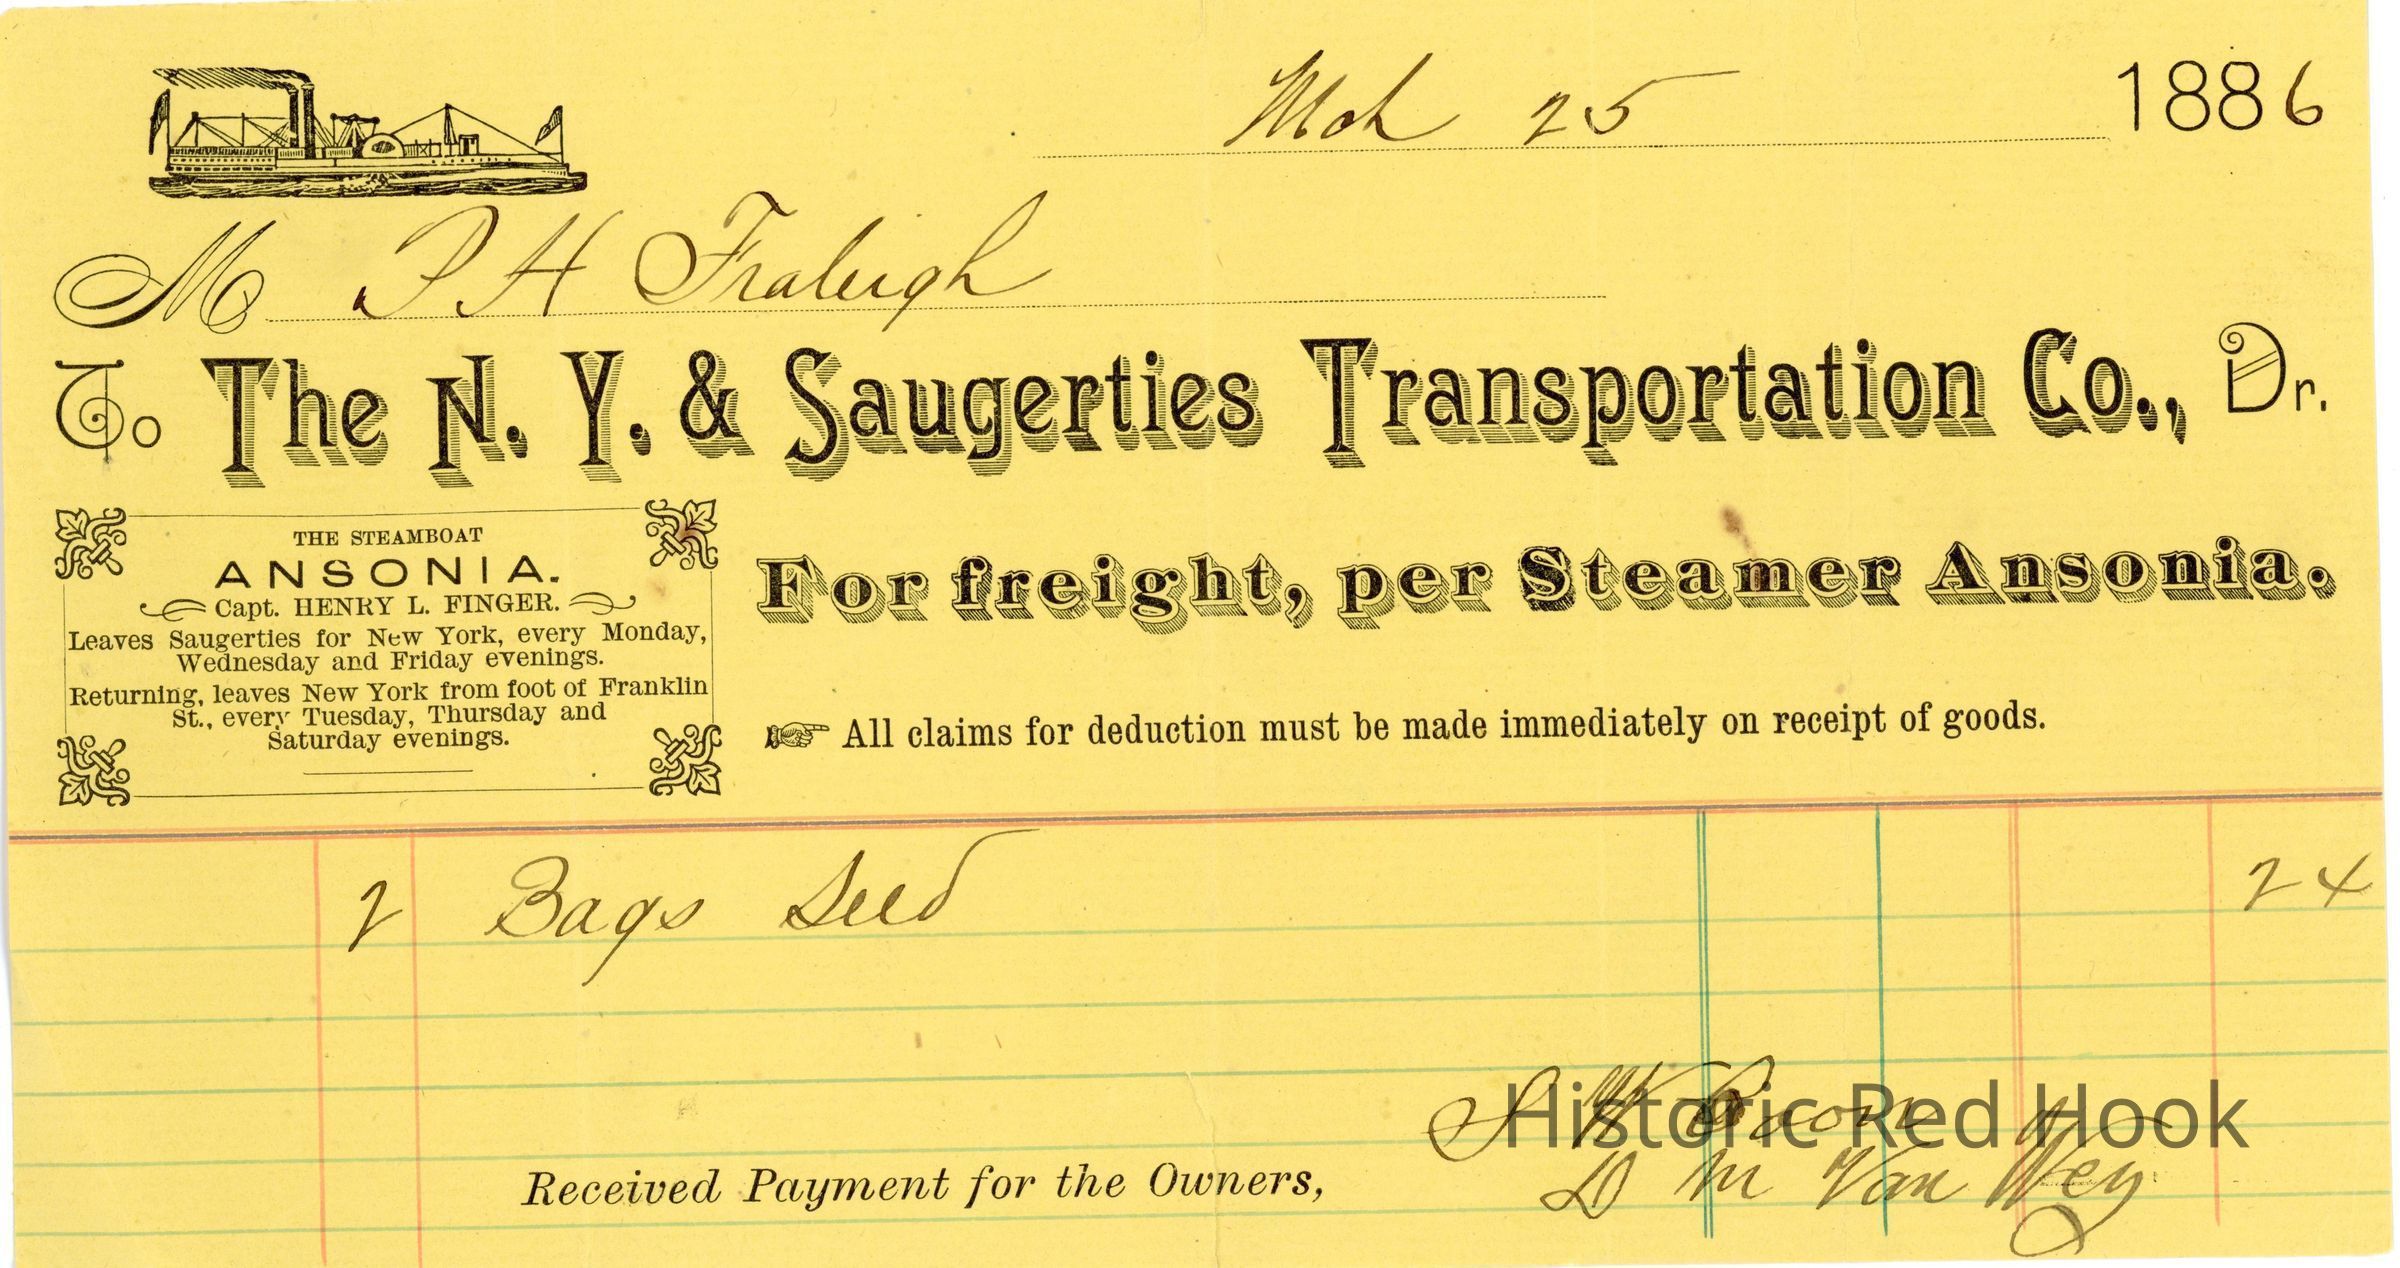 Mch 25 1886
M P H Fraleigh
To The N. Y. & Saugerties Transportation Co., Dr.
THE STEAMBOAT
ANSONIA.
Capt. HENRY L. FINGER.
Leaves Saugerties for New York, every Monday,
Wednesday and Friday evenings.
Returning, leaves New York from foot of Franklin
St., every Tuesday, Thursday and
Saturday evenings.
For freight, per Steamer Ansonia.
☞ All claims for deduction must be made immediately on receipt of goods.
2 Bags Seed 24
Historic Red Hook
Received Payment for the Owners,
D M Van